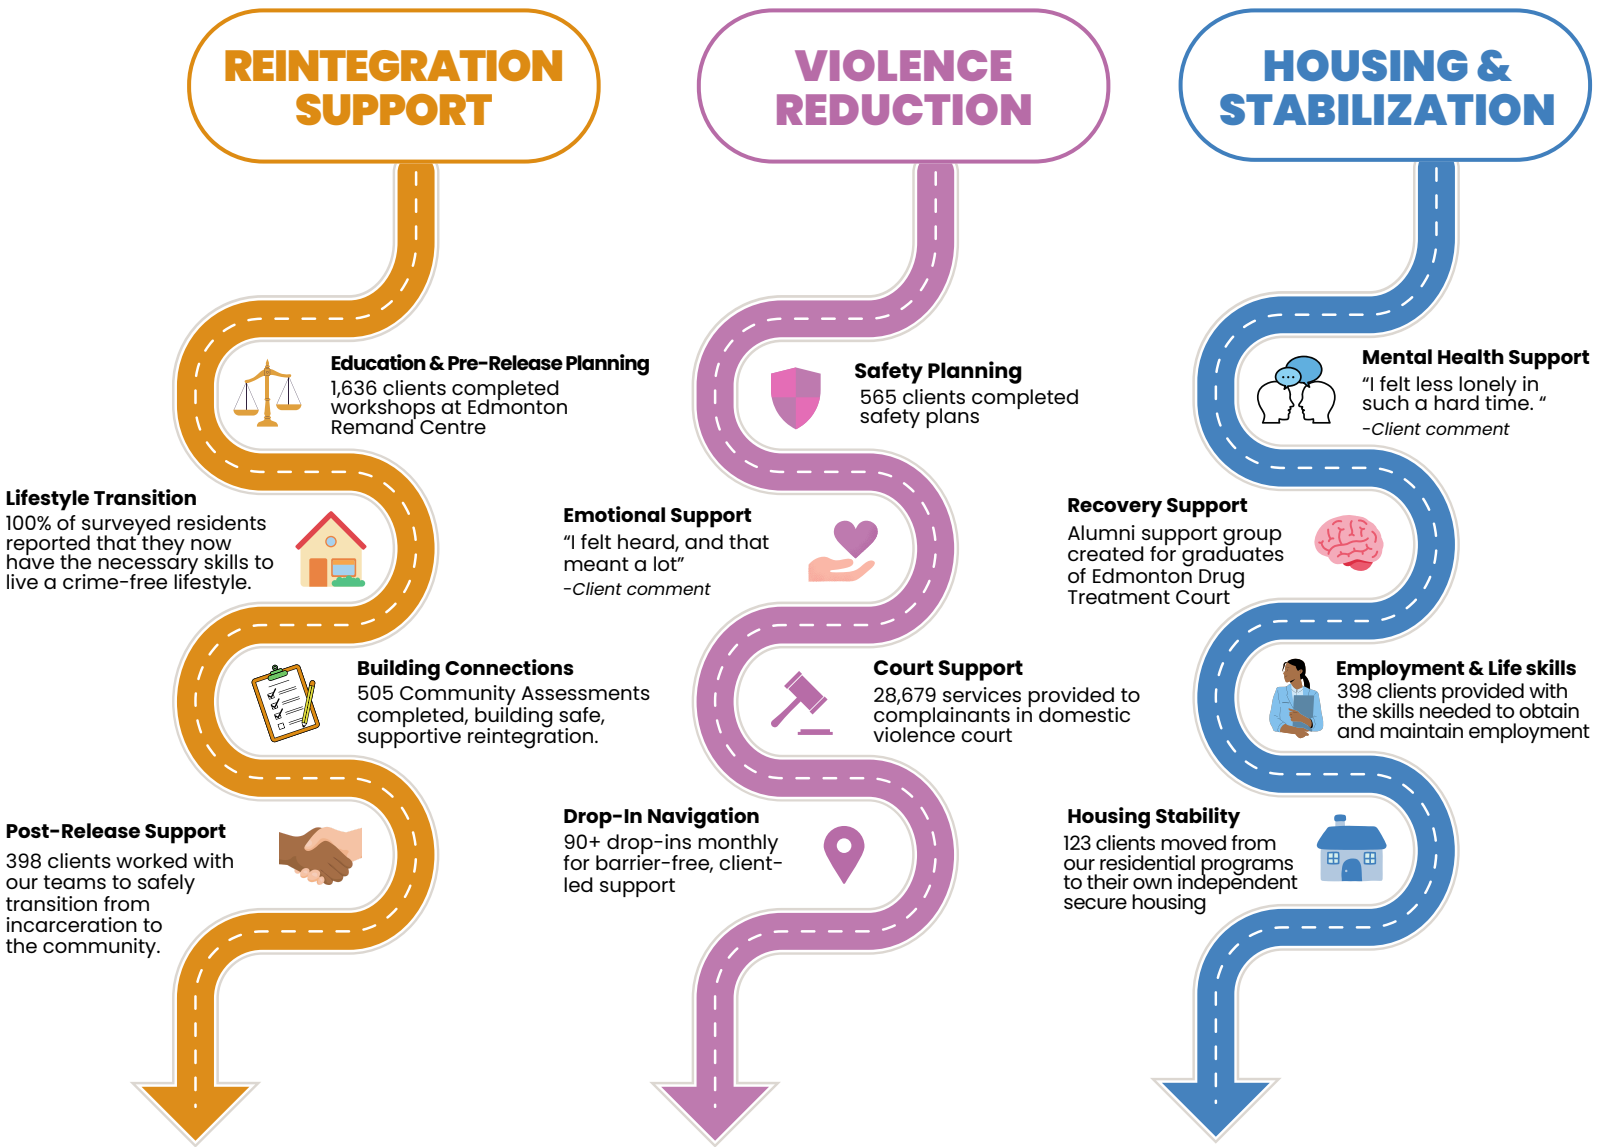 REINTEGRATION
SUPPORT
Education & Pre-Release Planning
1,636 clients completed
workshops at Edmonton
Remand Centre
Lifestyle Transition
100% of surveyed residents
reported that they now
have the necessary skills to
live a crime-free lifestyle.
Building Connections
505 Community Assessments
completed, building safe,
supportive reintegration.
Post-Release Support
398 clients worked with
our teams to safely
transition from
incarceration to
the community.
VIOLENCE
REDUCTION
Safety Planning
565 clients completed
safety plans
Emotional Support
“I felt heard, and that
meant a lot”
-Client comment
Court Support
28,679 services provided to
complainants in domestic
violence court
Drop-In Navigation
90+ drop-ins monthly
for barrier-free, client-
led support
HOUSING &
STABILIZATION
Mental Health Support
“I felt less lonely in
such a hard time. “
-Client comment
Recovery Support
Alumni support group
created for graduates
of Edmonton Drug
Treatment Court
Employment & Life skills
398 clients provided with
the skills needed to obtain
and maintain employment
Housing Stability
123 clients moved from
our residential programs
to their own independent
secure housing